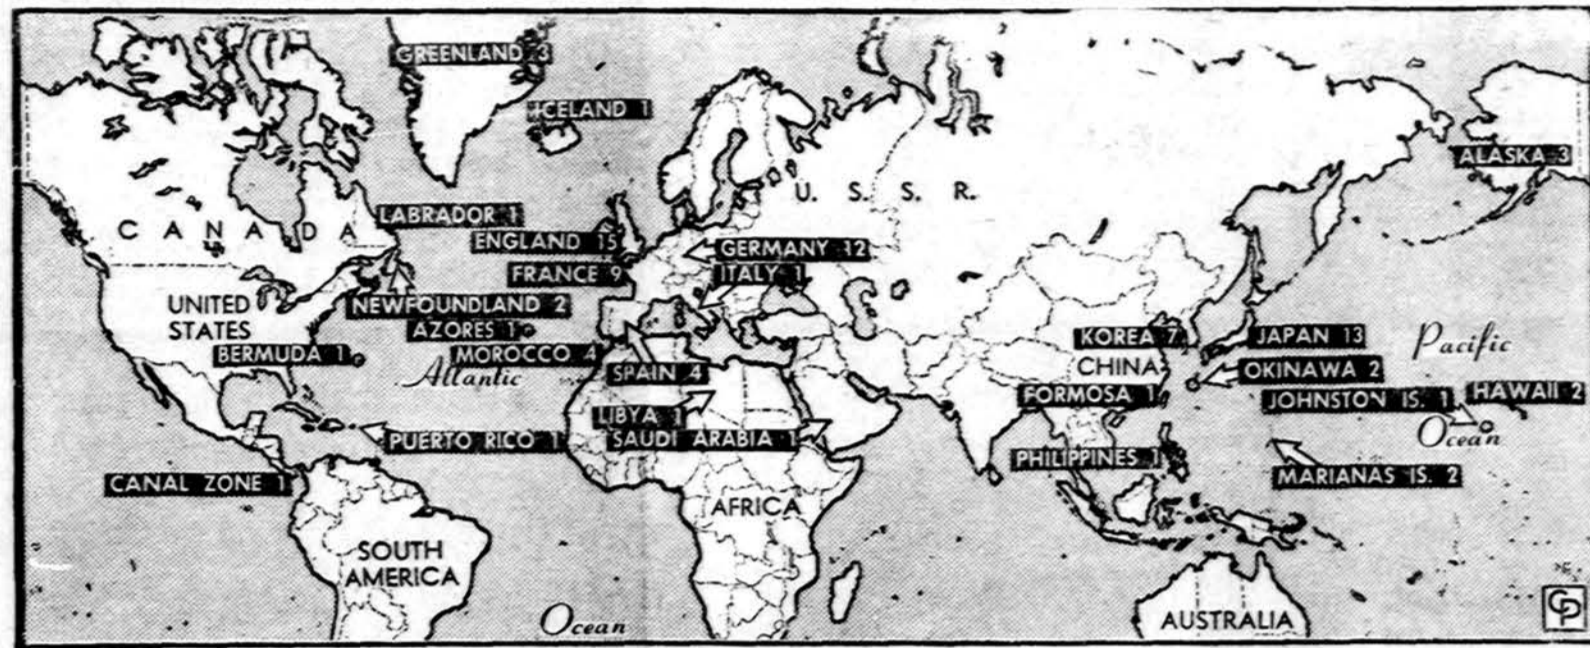 GREENLAND 3
ICELAND 1
ALASKA 3
U. S. S. R.
LABRADOR 1
CANADA
ENGLAND 15
GERMANY 12
FRANCE 9
ITALY 1
UNITED
STATES
NEWFOUNDLAND 2
AZORES 1
BERMUDA 1
MOROCCO 4
KOREA 7
JAPAN 13
Pacific
Atlantic
SPAIN 4
CHINA
OKINAWA 2
FORMOSA 1
JOHNSTON IS. 1
HAWAII 2
LIBYA 1
PUERTO RICO 1
SAUDI ARABIA 1
Ocean
PHILIPPINES 1
MARIANAS IS. 2
CANAL ZONE 1
AFRICA
SOUTH
AMERICA
Ocean
AUSTRALIA
CP